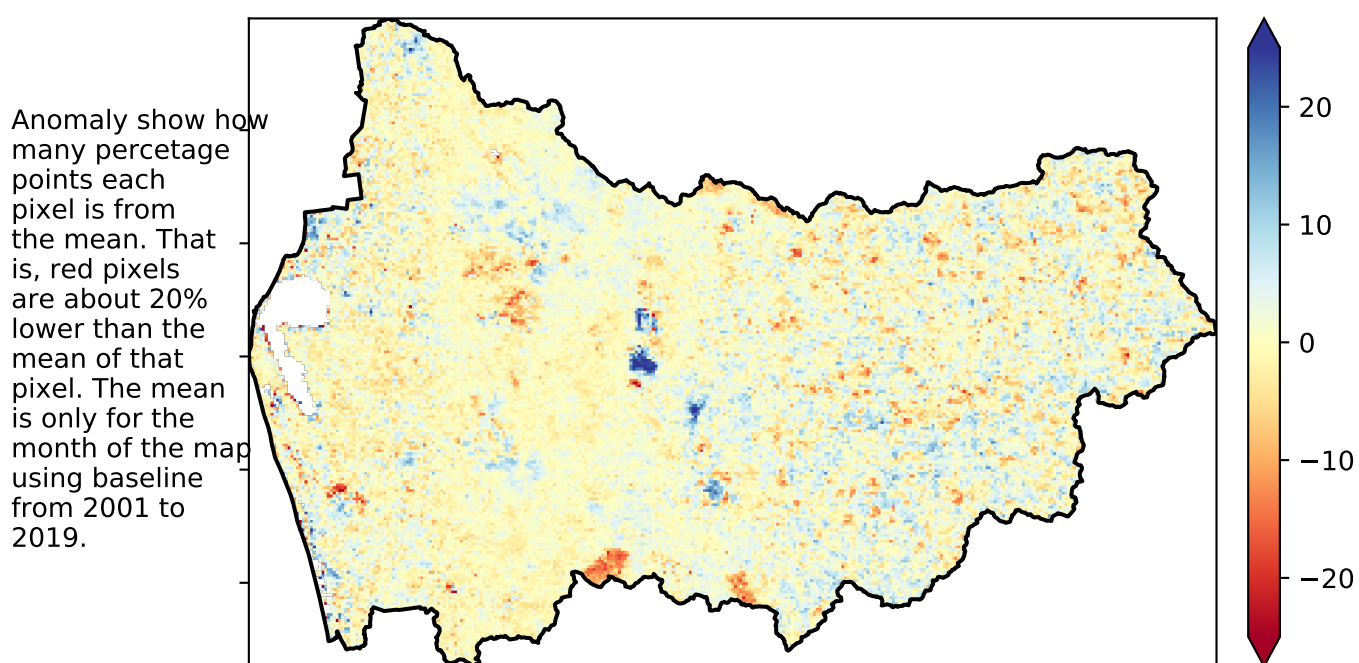 Anomaly show how
many percetage
points each
pixel is from
the mean. That
is, red pixels
are about 20%
lower than the
mean of that
pixel. The mean
is only for the
month of the map
using baseline
from 2001 to
2019.
20
10
0
−10
−20